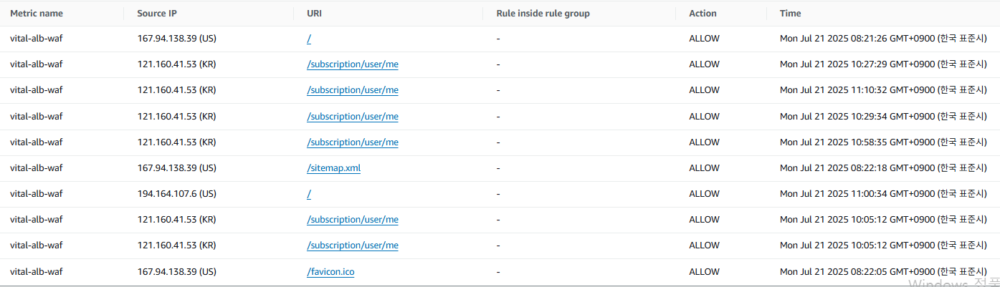 Metric name Source IP URI Rule inside rule group Action Time
vital-alb-waf 167.94.138.39 (US) / - ALLOW Mon Jul 21 2025 08:21:26 GMT+0900 (한국 표준시)
vital-alb-waf 121.160.41.53 (KR) /subscription/user/me - ALLOW Mon Jul 21 2025 10:27:29 GMT+0900 (한국 표준시)
vital-alb-waf 121.160.41.53 (KR) /subscription/user/me - ALLOW Mon Jul 21 2025 11:10:32 GMT+0900 (한국 표준시)
vital-alb-waf 121.160.41.53 (KR) /subscription/user/me - ALLOW Mon Jul 21 2025 10:29:34 GMT+0900 (한국 표준시)
vital-alb-waf 121.160.41.53 (KR) /subscription/user/me - ALLOW Mon Jul 21 2025 10:58:35 GMT+0900 (한국 표준시)
vital-alb-waf 167.94.138.39 (US) /sitemap.xml - ALLOW Mon Jul 21 2025 08:22:18 GMT+0900 (한국 표준시)
vital-alb-waf 194.164.107.6 (US) / - ALLOW Mon Jul 21 2025 11:00:34 GMT+0900 (한국 표준시)
vital-alb-waf 121.160.41.53 (KR) /subscription/user/me - ALLOW Mon Jul 21 2025 10:05:12 GMT+0900 (한국 표준시)
vital-alb-waf 121.160.41.53 (KR) /subscription/user/me - ALLOW Mon Jul 21 2025 10:05:12 GMT+0900 (한국 표준시)
vital-alb-waf 167.94.138.39 (US) /favicon.ico - ALLOW Mon Jul 21 2025 08:22:05 GMT+0900 (한국 표준시)
Windows 정품